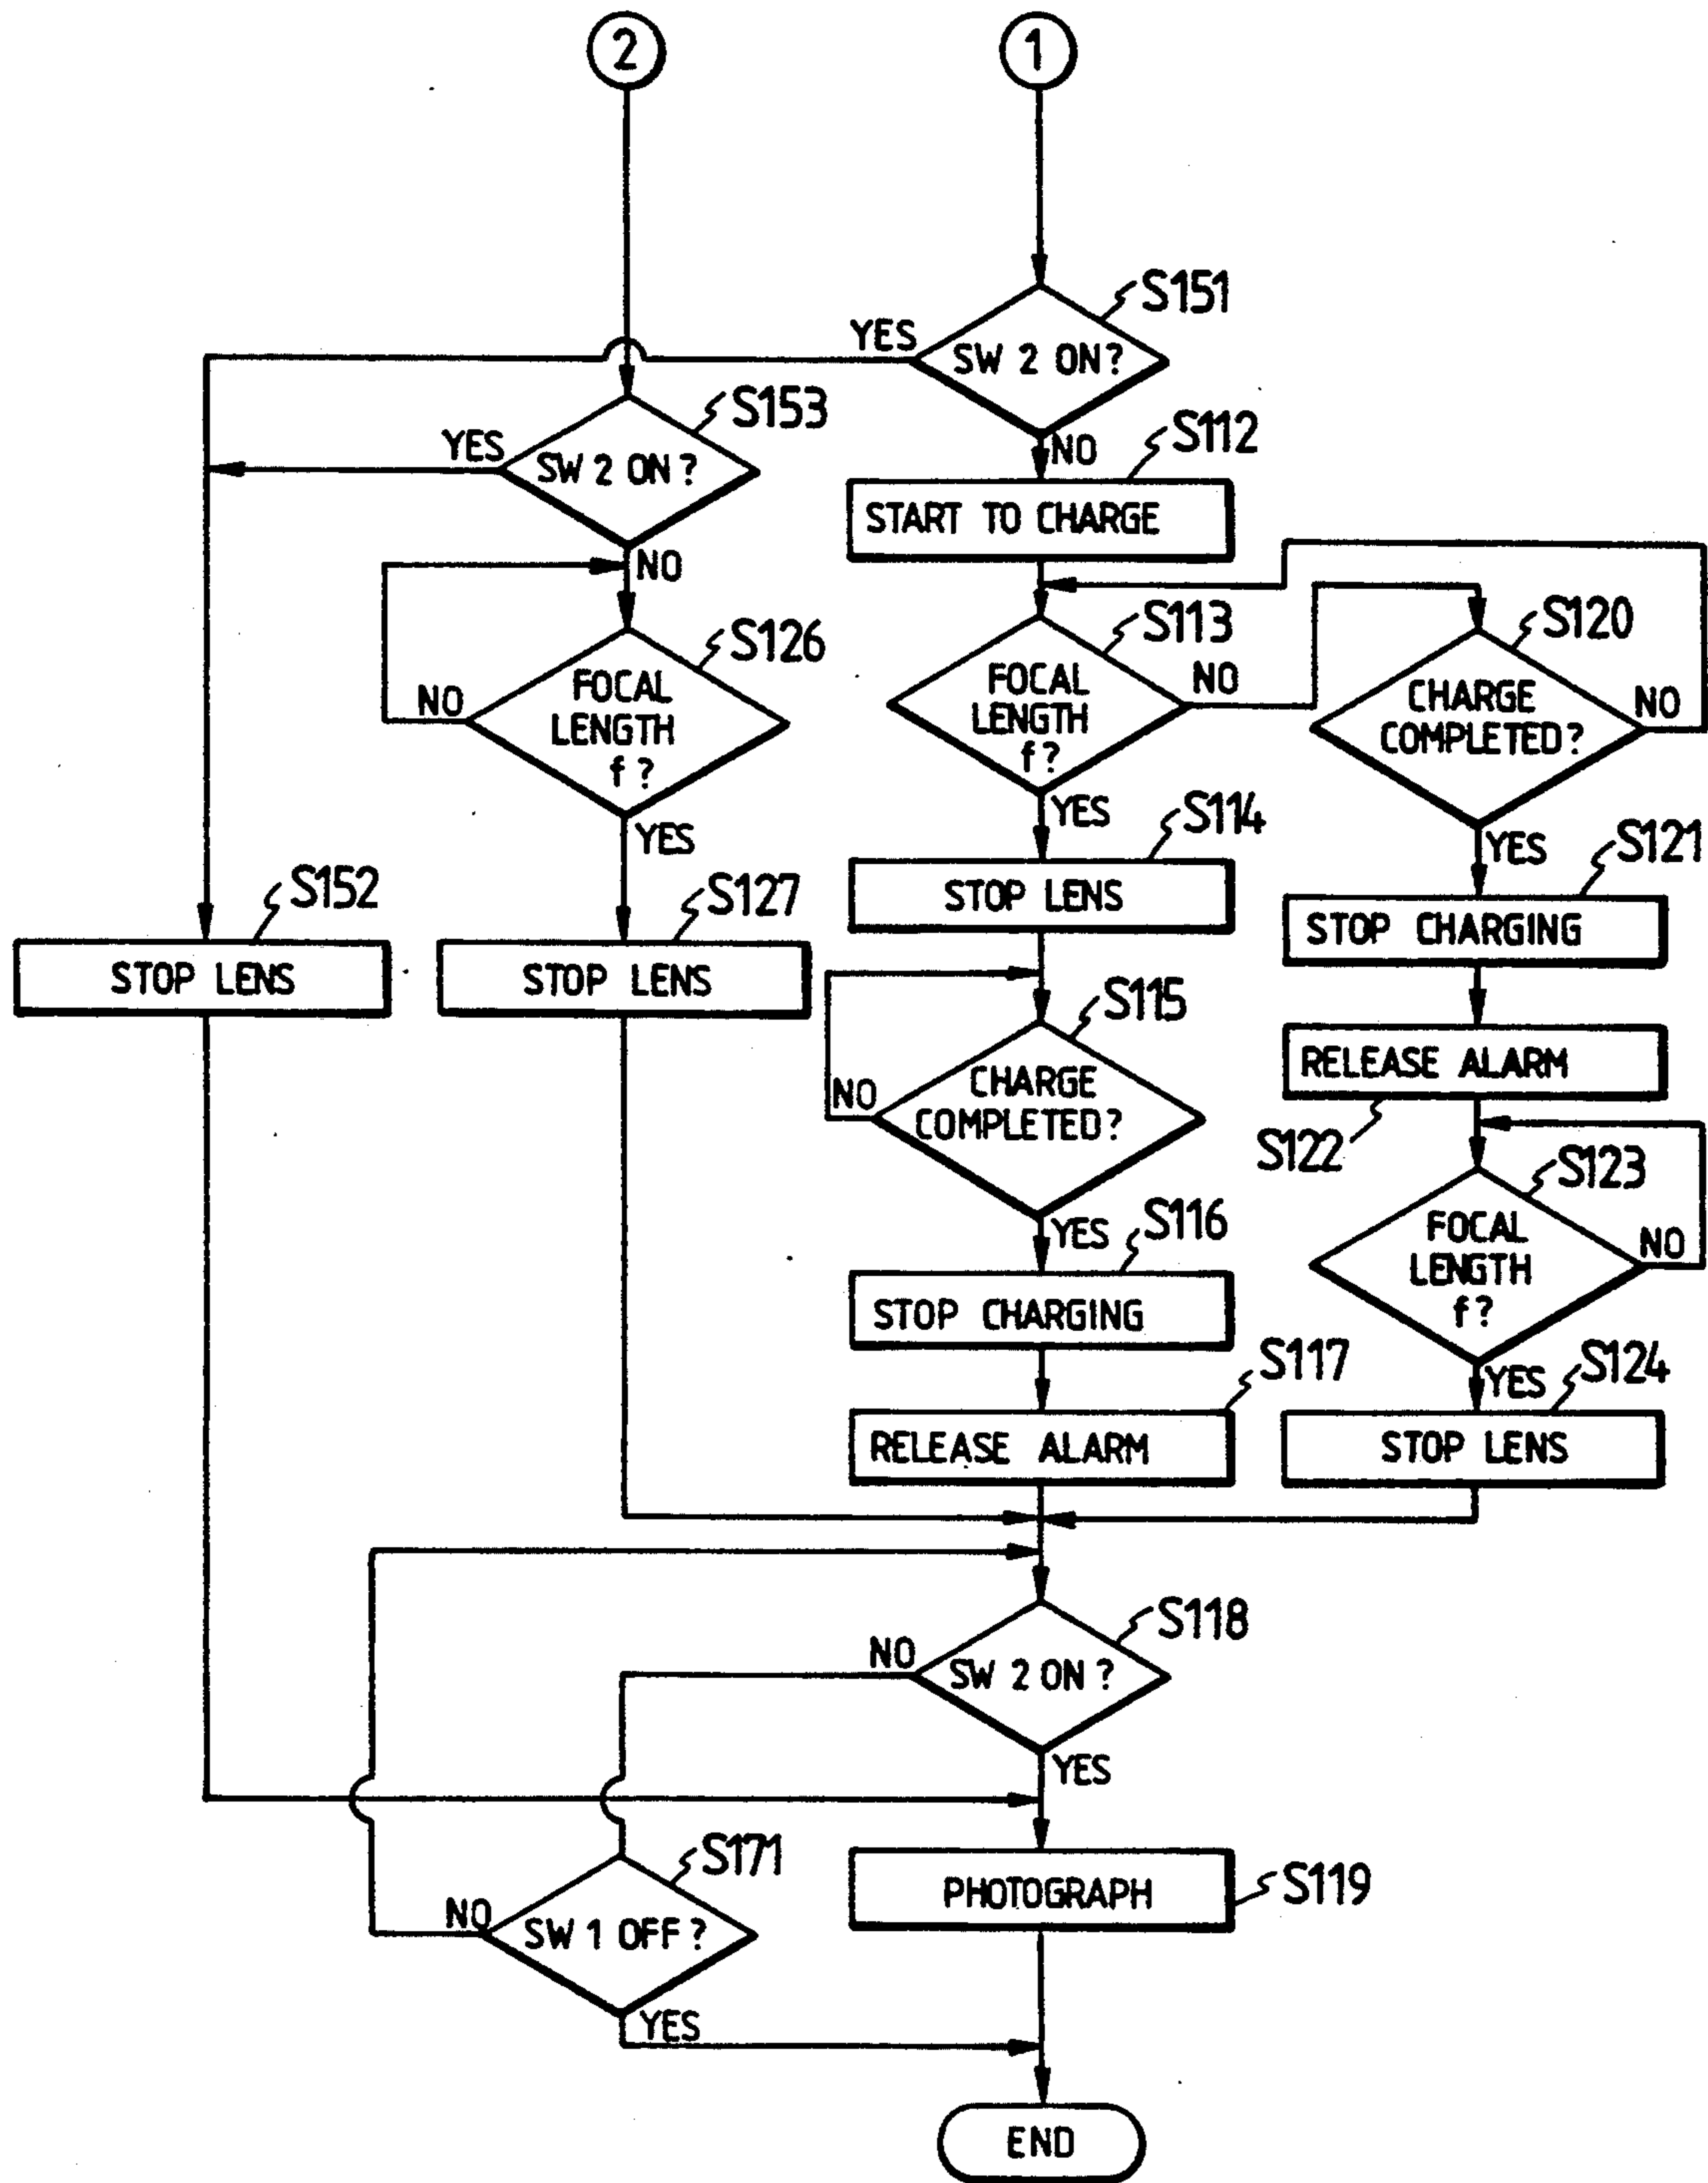 2
1
S151
YES
SW 2 ON?
NO
S153
YES
SW 2 ON?
NO
S112
START TO CHARGE
S126
NO
FOCAL
LENGTH
f?
YES
S113
FOCAL
LENGTH
f?
NO
YES
S120
CHARGE
COMPLETED?
NO
YES
S152
STOP LENS
S127
STOP LENS
S114
STOP LENS
S121
STOP CHARGING
S115
NO
CHARGE
COMPLETED?
YES
RELEASE ALARM
S122
S123
FOCAL
LENGTH
f?
NO
YES
S116
STOP CHARGING
S117
RELEASE ALARM
S124
STOP LENS
S118
NO
SW 2 ON?
YES
S171
NO
SW 1 OFF?
YES
PHOTOGRAPH
S119
END